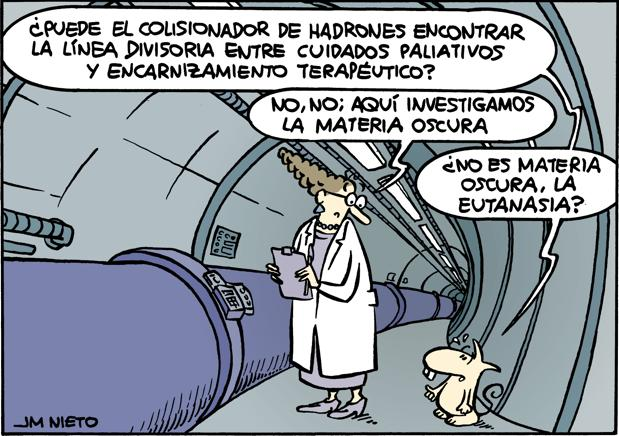 ¿PUEDE EL COLISIONADOR DE HADRONES ENCONTRAR
LA LÍNEA DIVISORIA ENTRE CUIDADOS PALIATIVOS
Y ENCARNIZAMIENTO TERAPÉUTICO?
NO, NO; AQUÍ INVESTIGAMOS
LA MATERIA OSCURA
¿NO ES MATERIA
OSCURA, LA
EUTANASIA?
JM NIETO